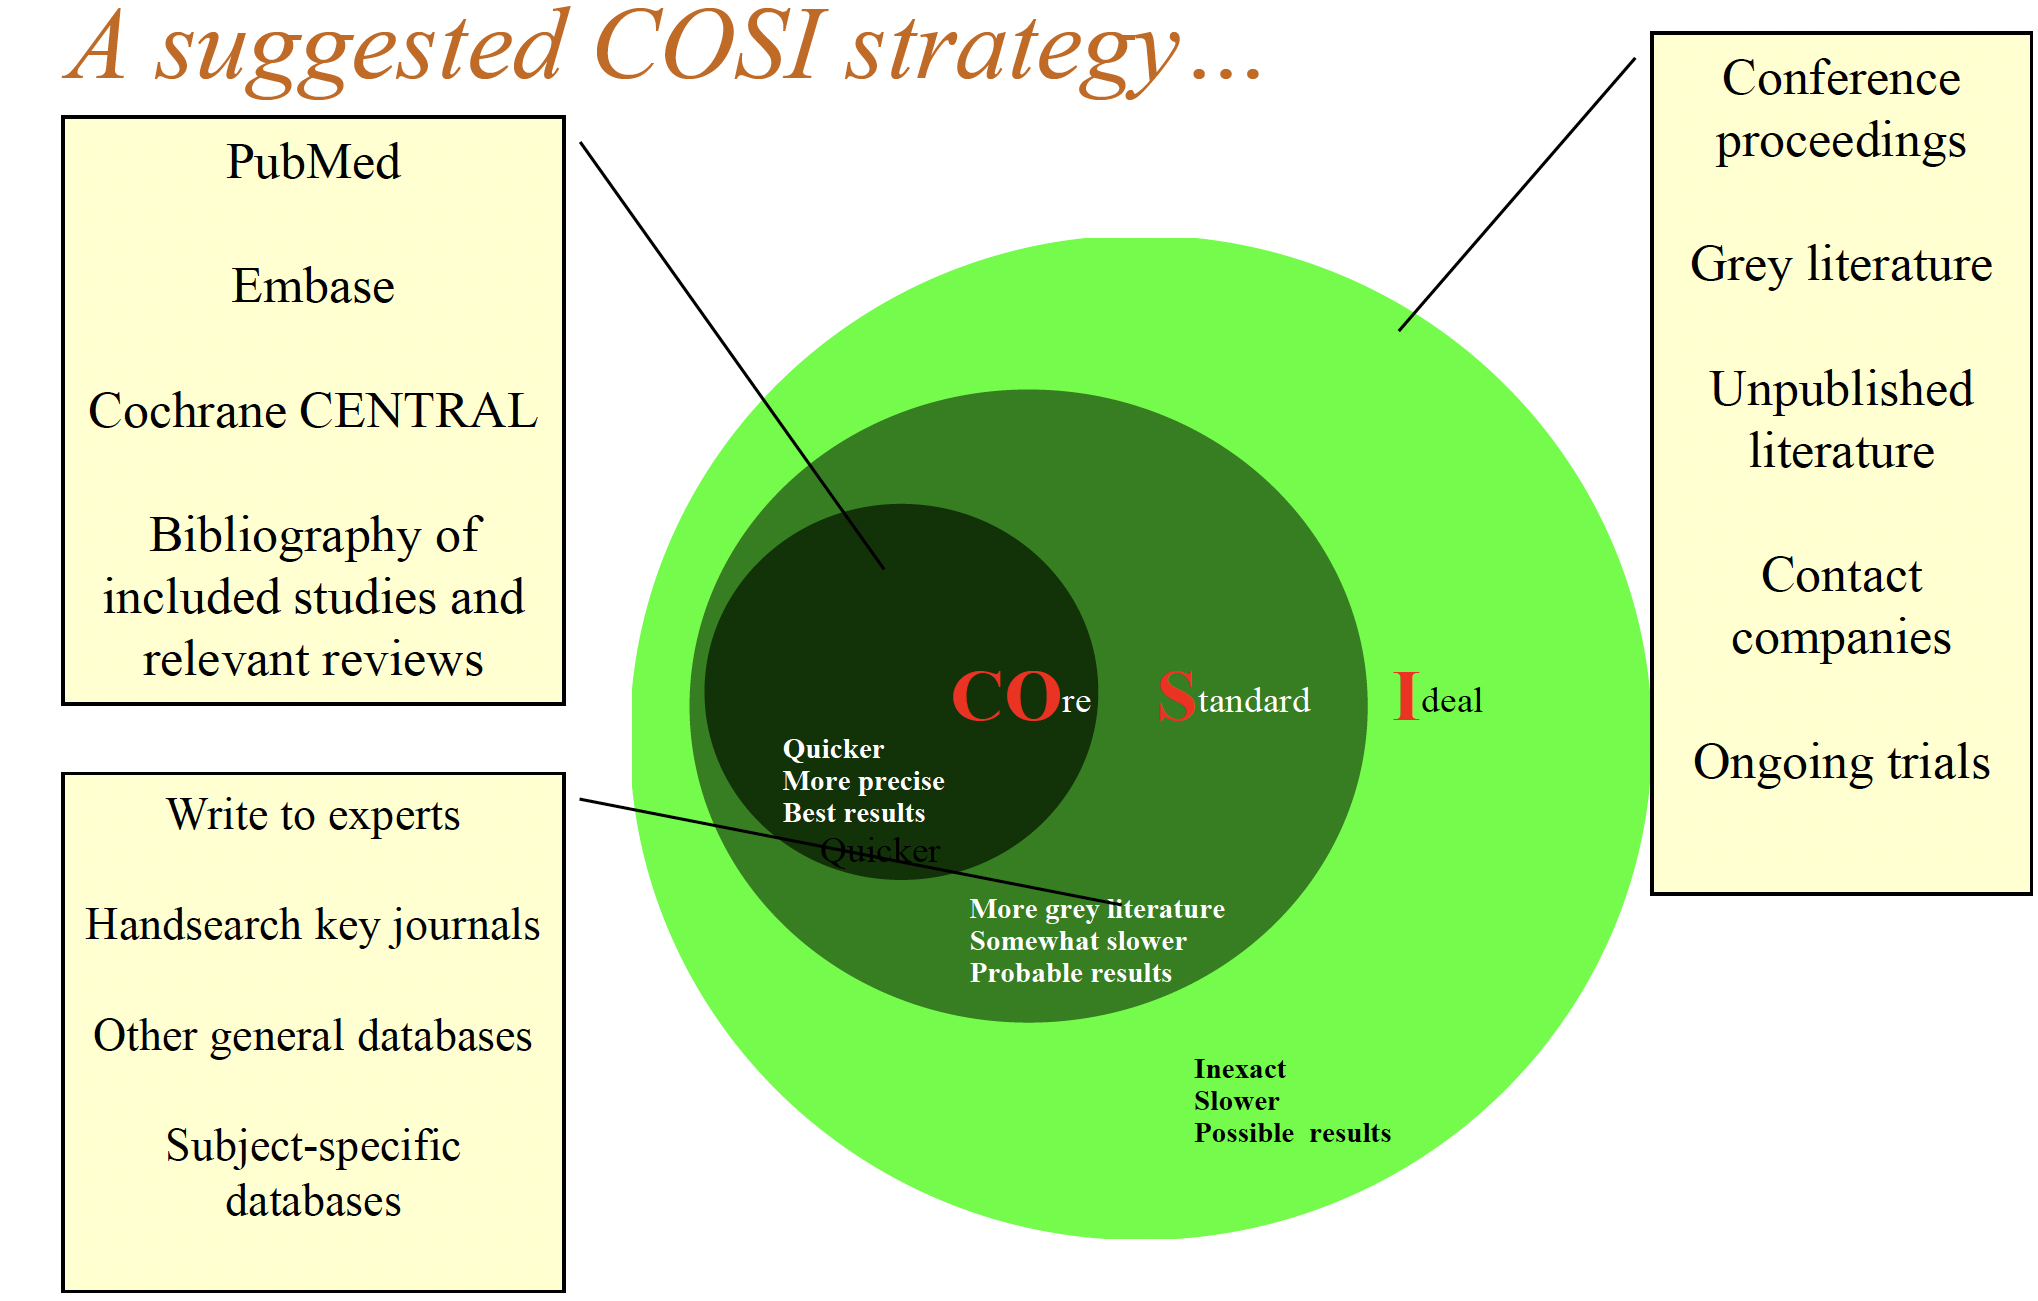 A suggested COSI strategy…
PubMed
Embase
Cochrane CENTRAL
Bibliography of
included studies and
relevant reviews
Write to experts
Handsearch key journals
Other general databases
Subject-specific
databases
COre
Standard
Ideal
Quicker
More precise
Best results
Quicker
More grey literature
Somewhat slower
Probable results
Inexact
Slower
Possible  results
Conference
proceedings
Grey literature
Unpublished
literature
Contact
companies
Ongoing trials